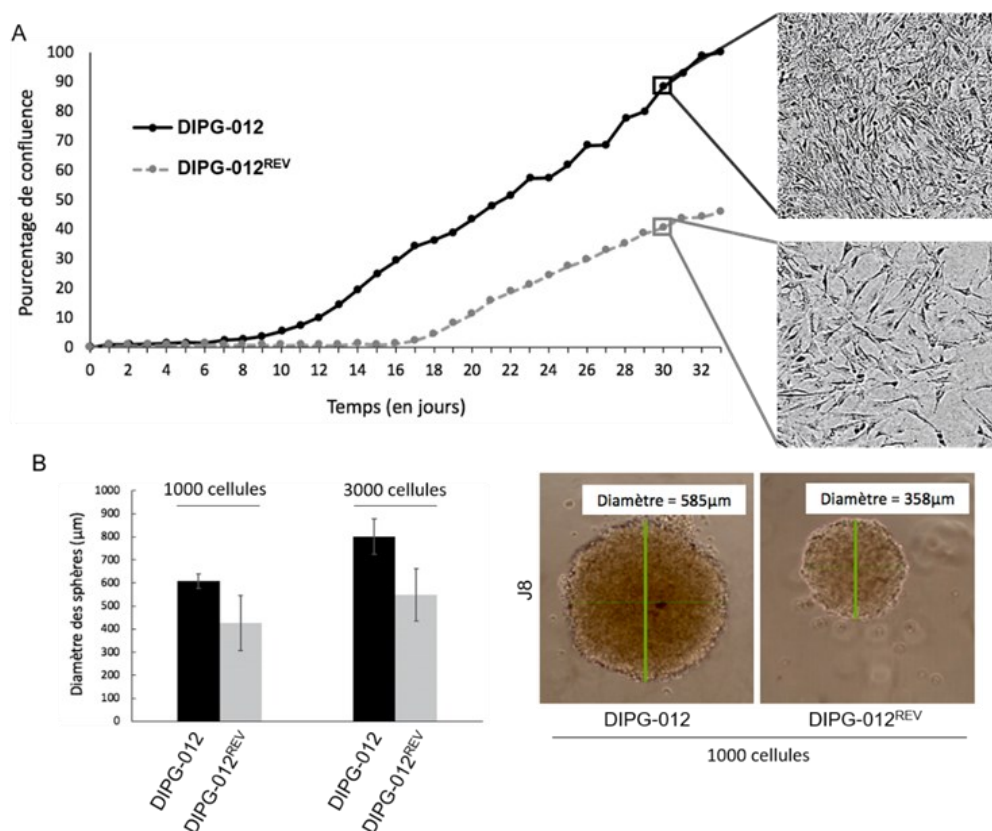 A
100
90
80
70
60
50
40
30
20
10
0
Pourcentage de confluence
DIPG-012
DIPG-012ᴿᴱⱽ
0 2 4 6 8 10 12 14 16 18 20 22 24 26 28 30 32
Temps (en jours)
B
1000 cellules 3000 cellules
1000
900
800
700
600
500
400
300
200
100
0
Diamètre des sphères (µm)
DIPG-012
DIPG-012ᴿᴱⱽ
DIPG-012
DIPG-012ᴿᴱⱽ
Diamètre = 585µm
Diamètre = 358µm
J8
DIPG-012 DIPG-012ᴿᴱⱽ
1000 cellules